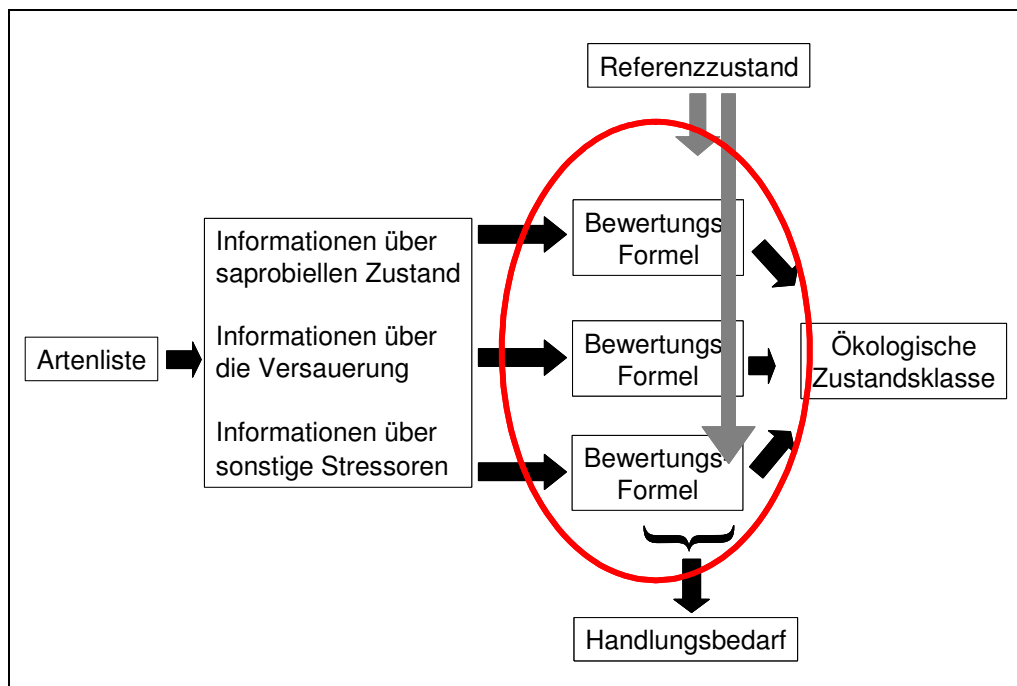 Referenzzustand
Informationen über
saprobiellen Zustand
Informationen über
die Versauerung
Informationen über
sonstige Stressoren
Artenliste
Bewertungs-
Formel
Bewertungs-
Formel
Bewertungs-
Formel
Ökologische
Zustandsklasse
Handlungsbedarf